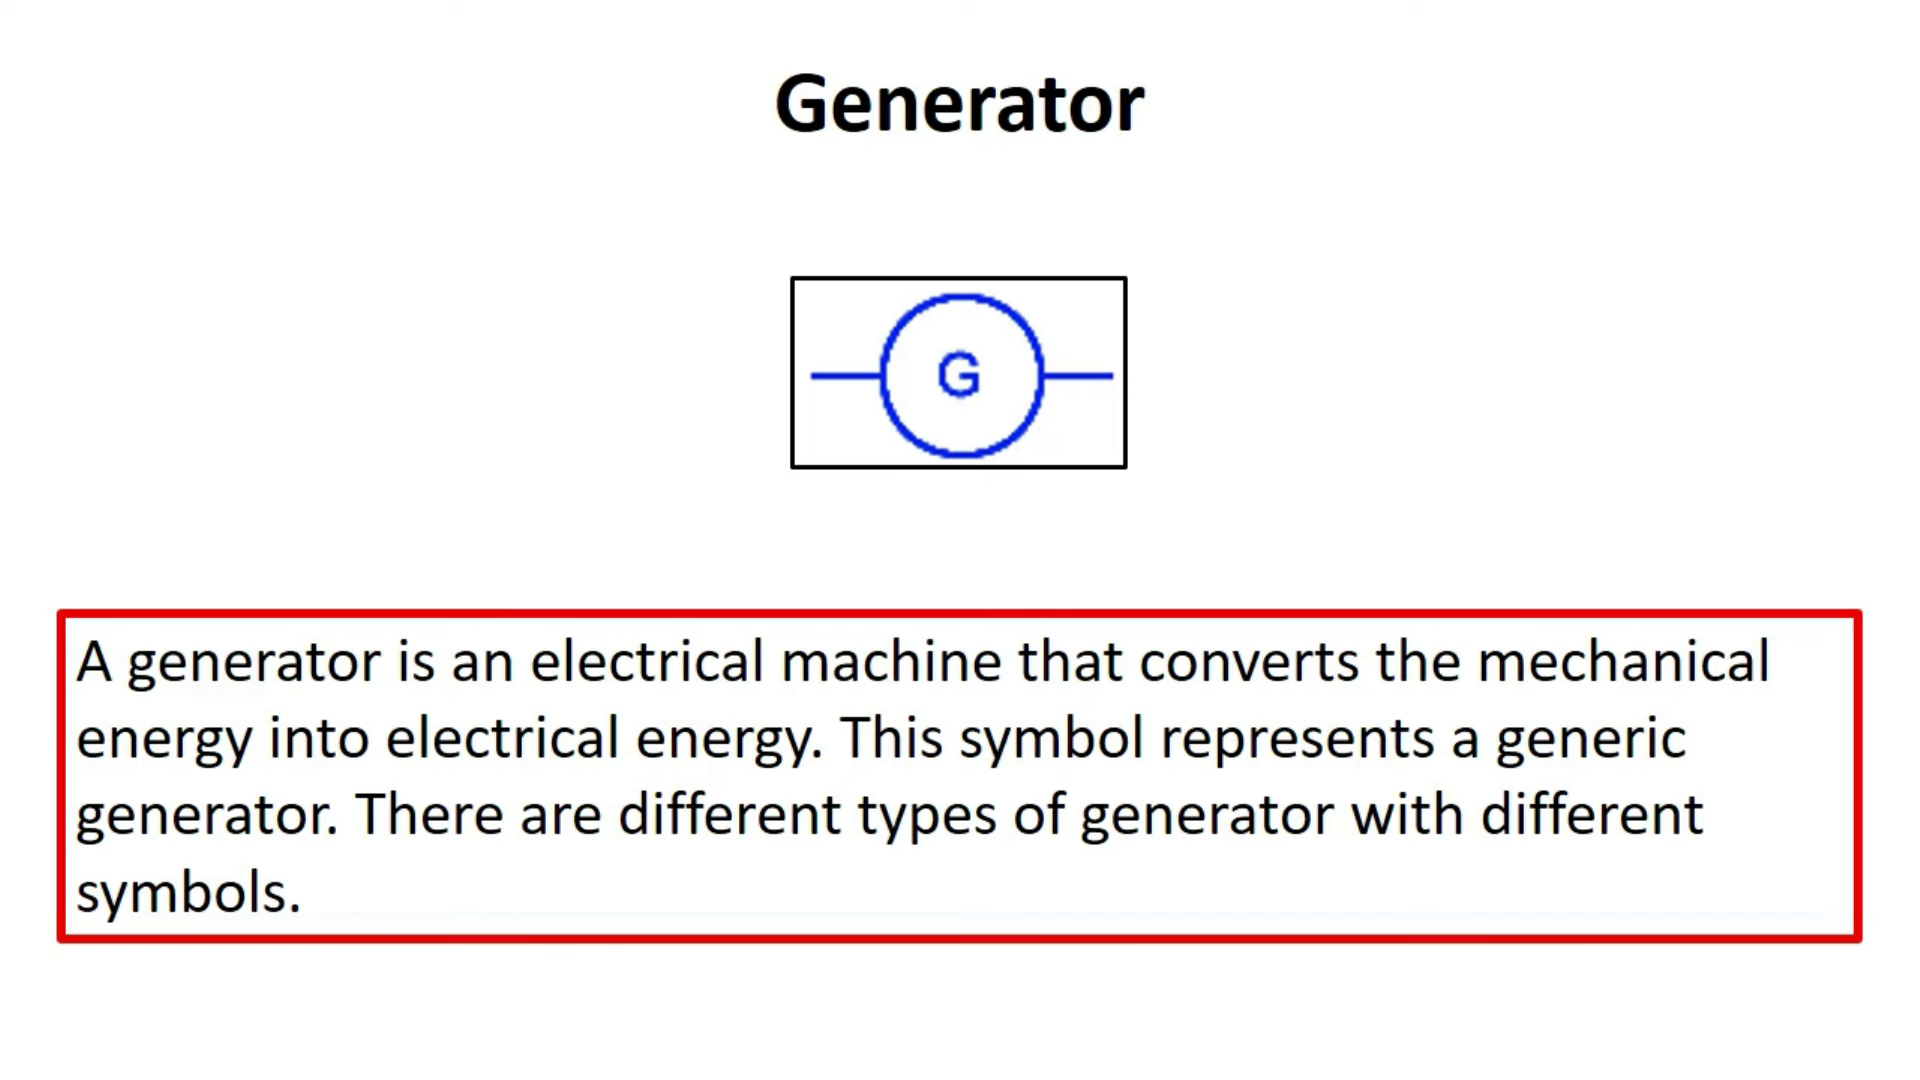 Generator
G
A generator is an electrical machine that converts the mechanical
energy into electrical energy. This symbol represents a generic
generator. There are different types of generator with different
symbols.